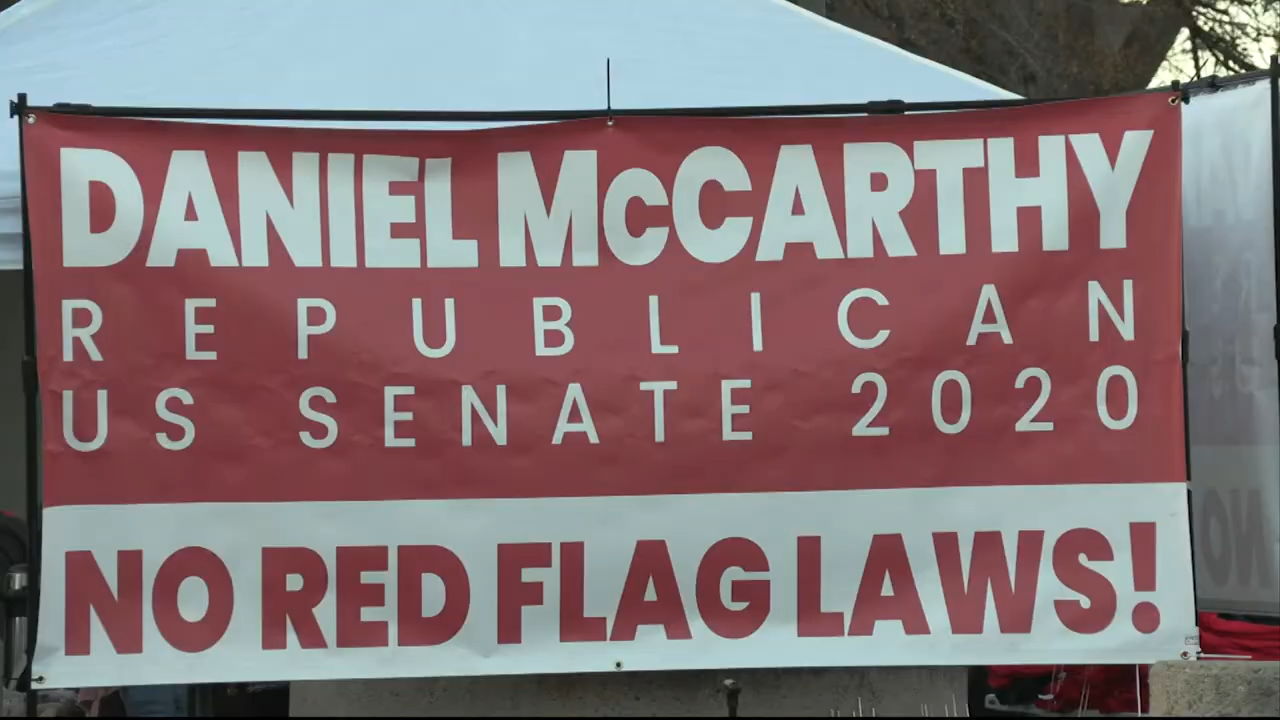 DANIEL McCARTHY
REPUBLICAN
US SENATE 2020
NO RED FLAG LAWS!